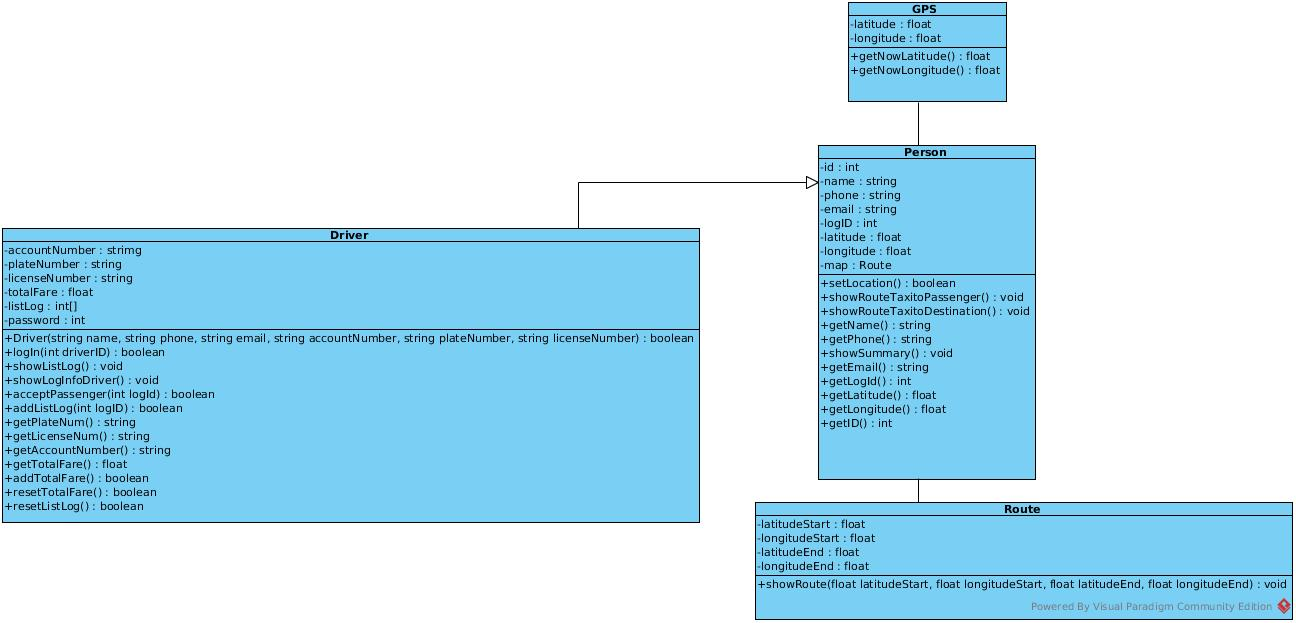 GPS
-latitude : float
-longitude : float
+getNowLatitude() : float
+getNowLongitude() : float
Person
-id : int
-name : string
-phone : string
-email : string
-logID : int
-latitude : float
-longitude : float
-map : Route
+setLocation() : boolean
+showRouteTaxitoPassenger() : void
+showRouteTaxitoDestination() : void
+getName() : string
+getPhone() : string
+showSummary() : void
+getEmail() : string
+getLogId() : int
+getLatitude() : float
+getLongitude() : float
+getID() : int
Driver
-accountNumber : strimg
-plateNumber : string
-licenseNumber : string
-totalFare : float
-listLog : int[]
-password : int
+Driver(string name, string phone, string email, string accountNumber, string plateNumber, string licenseNumber) : boolean
+logIn(int driverID) : boolean
+showListLog() : void
+showLogInfoDriver() : void
+acceptPassenger(int logId) : boolean
+addListLog(int logID) : boolean
+getPlateNum() : string
+getLicenseNum() : string
+getAccountNumber() : string
+getTotalFare() : float
+addTotalFare() : boolean
+resetTotalFare() : boolean
+resetListLog() : boolean
Route
-latitudeStart : float
-longitudeStart : float
-latitudeEnd : float
-longitudeEnd : float
+showRoute(float latitudeStart, float longitudeStart, float latitudeEnd, float longitudeEnd) : void
Powered By Visual Paradigm Community Edition